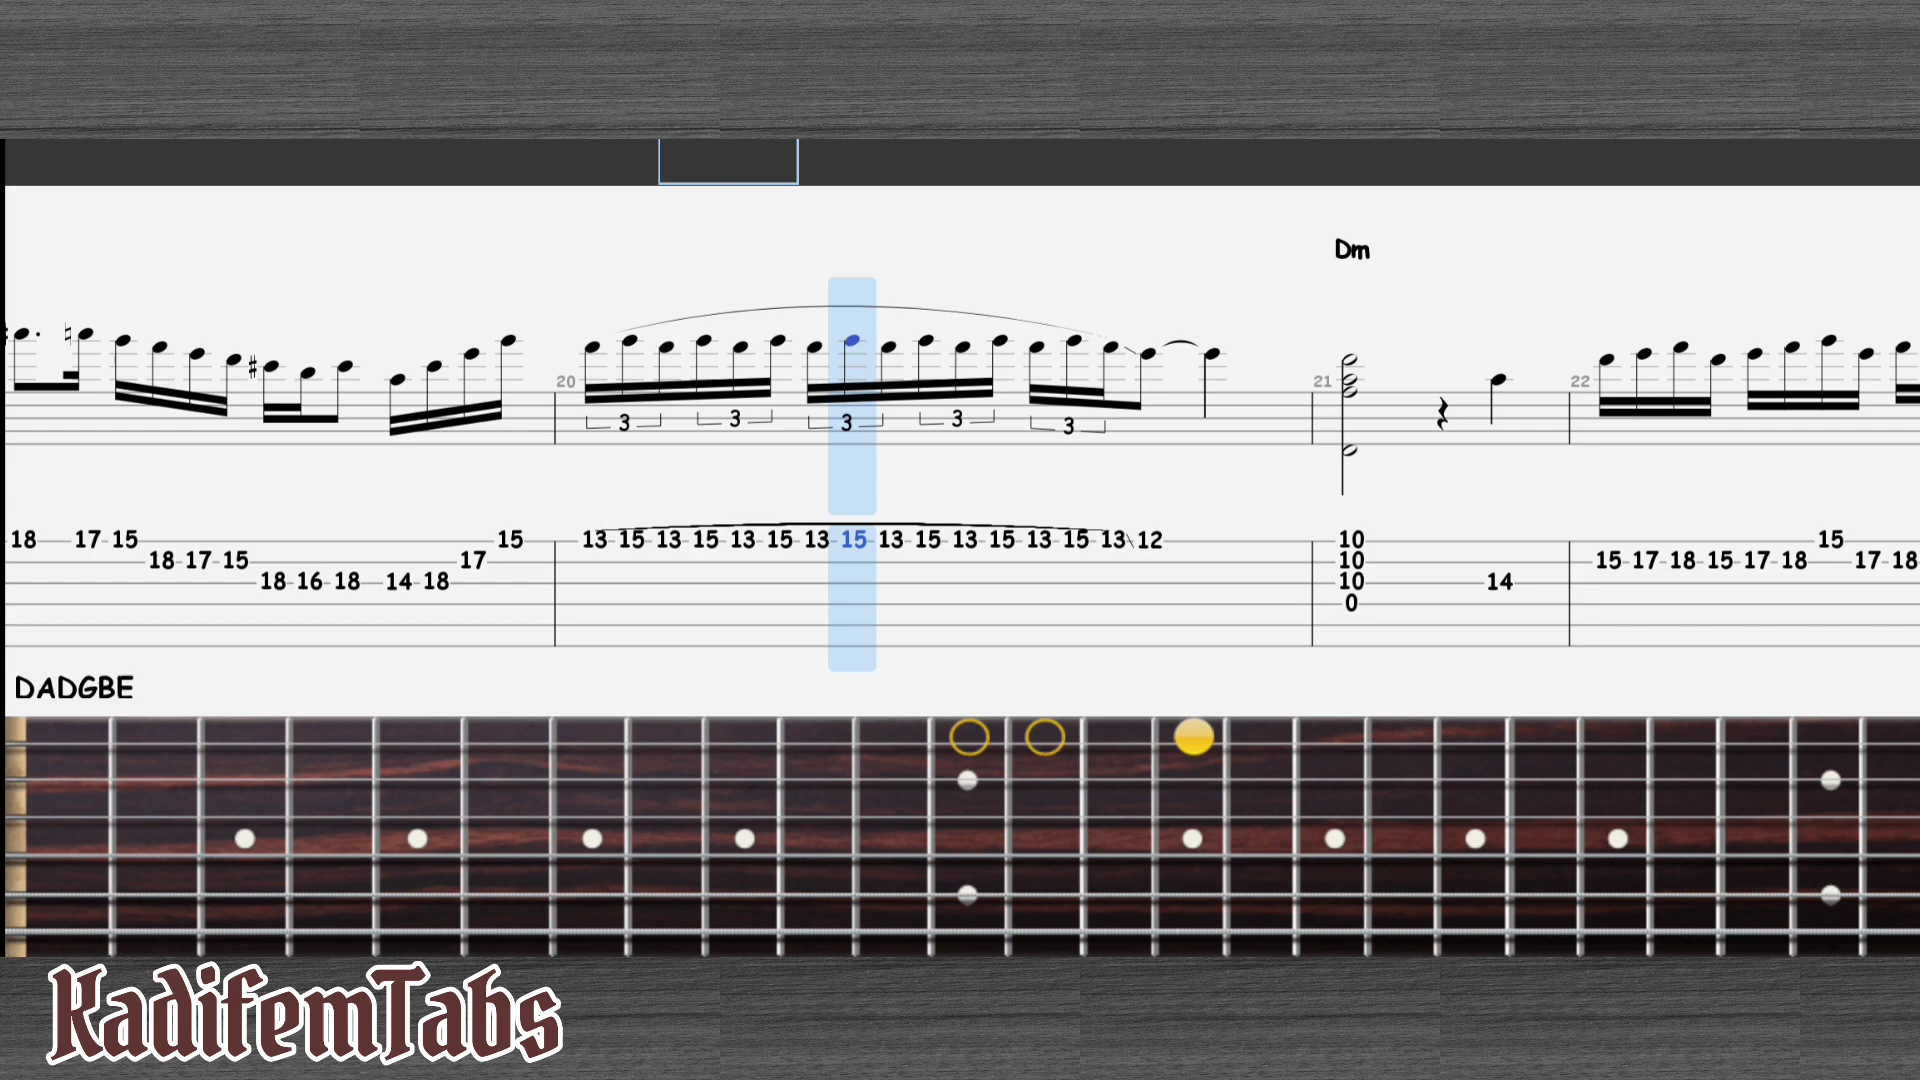 Dm
20 21 22
3 3 3 3 3
18 17 15 15 13 15 13 15 13 15 13 15 13 15 13 15 13 15 13 12 10 15
18 17 15 17 10 15 17 18 15 17 18 17 18
18 16 18 14 18 10 14
0
DADGBE
KadifemTabs